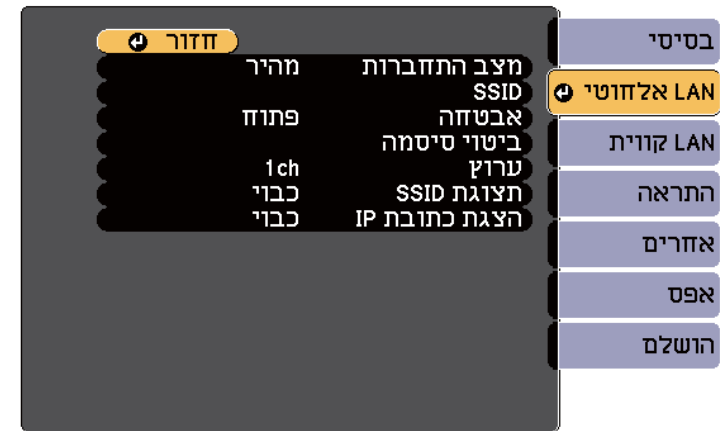 בסיסי
LAN אלחוטי
LAN קווית
התראה
אחרים
אפס
הושלם
חזור
מצב התחברות מהיר
SSID
אבטחה פתוח
ביטוי סיסמה
ערוץ 1ch
תצוגת SSID כבוי
הצגת כתובת IP כבוי